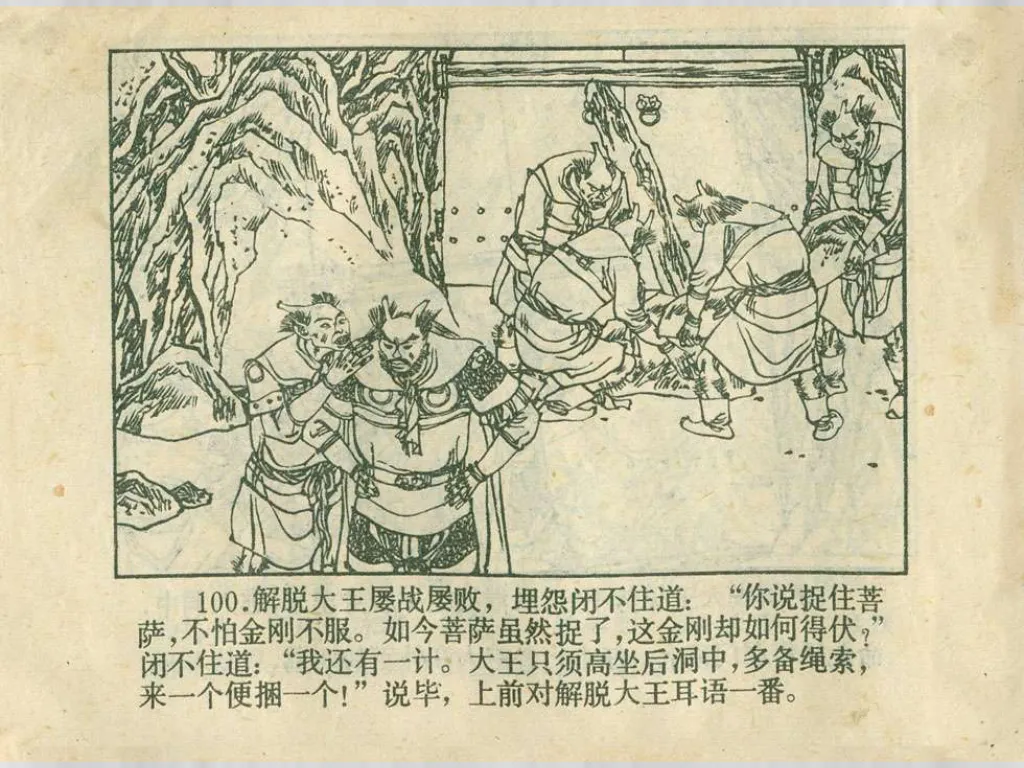 100.解脱大王屡战屡败，埋怨闭不住道：“你说捉住菩
萨，不怕金刚不服。如今菩萨虽然捉了，这金刚却如何得伏？”
闭不住道：“我还有一计。大王只须高坐后洞中，多备绳索，
来一个便捆一个！”说毕，上前对解脱大王耳语一番。